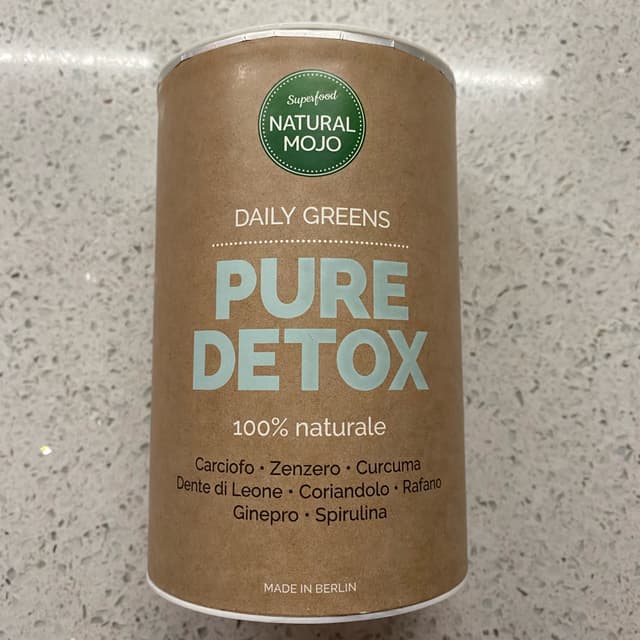 Superfood
NATURAL
MOJO
DAILY GREENS
PURE
DETOX
100% naturale
Carciofo • Zenzero • Curcuma
Dente di Leone • Coriandolo • Rafano
Ginepro • Spirulina
MADE IN BERLIN